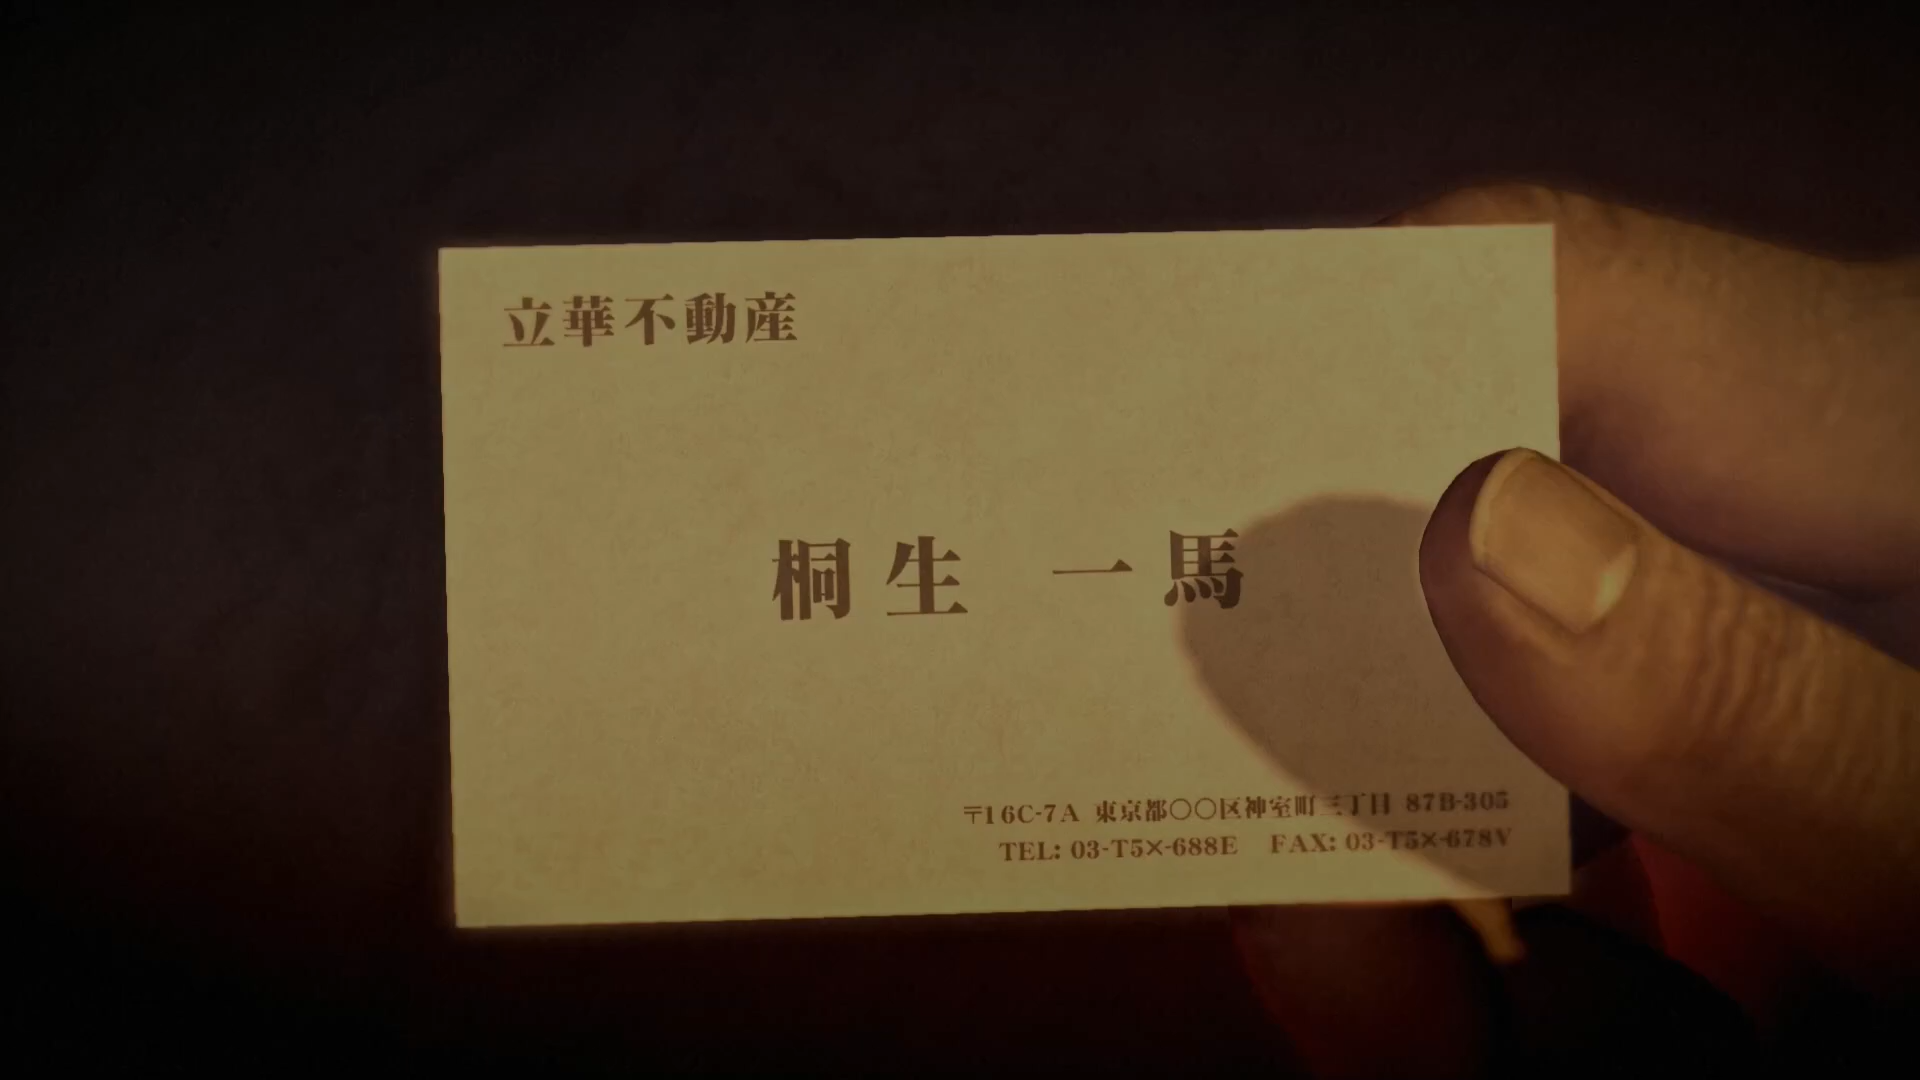 立華不動産
桐生 一馬
〒16C-7A 東京都○○区神室町三丁目 87B-305
TEL: 03-T5×-688E FAX: 03-T5×-678V